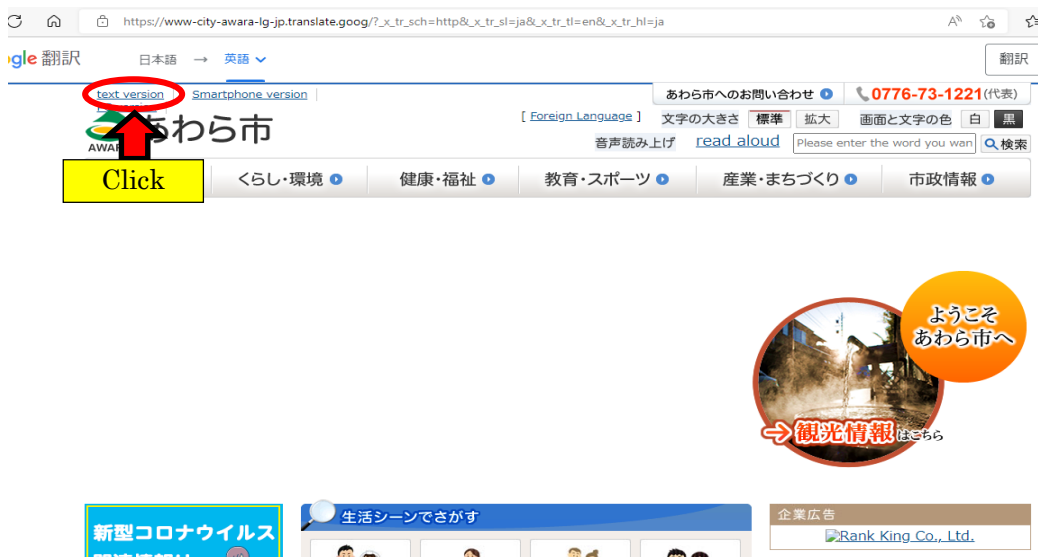 https://www-city-awara-lg-jp.translate.goog/?_x_tr_sch=http&_x_tr_sl=ja&_x_tr_tl=en&_x_tr_hl=ja
gle 翻訳 日本語 → 英語 翻訳
text version Smartphone version あわら市へのお問い合わせ 0776-73-1221(代表)
あわら市 [ Foreign Language ] 文字の大きさ 標準 拡大 画面と文字の色 白 黒
音声読み上げ read aloud Please enter the word you wan 検索
Click くらし・環境 健康・福祉 教育・スポーツ 産業・まちづくり 市政情報
ようこそ
あわら市へ
観光情報 はこちら
新型コロナウイルス 生活シーンでさがす 企業広告
Rank King Co., Ltd.